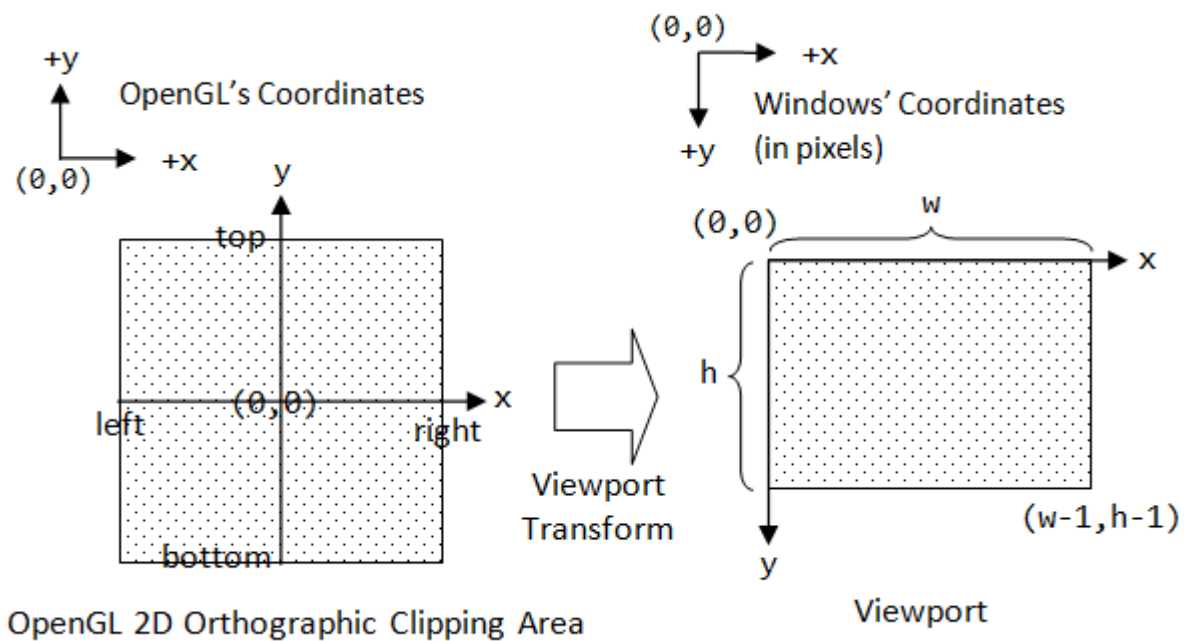 +y
OpenGL's Coordinates
(0,0)
+x
(0,0)
+x
Windows' Coordinates
+y
(in pixels)
y
top
(0,0)
x
left
right
bottom
OpenGL 2D Orthographic Clipping Area
Viewport
Transform
(0,0)
w
x
h
(w-1,h-1)
y
Viewport